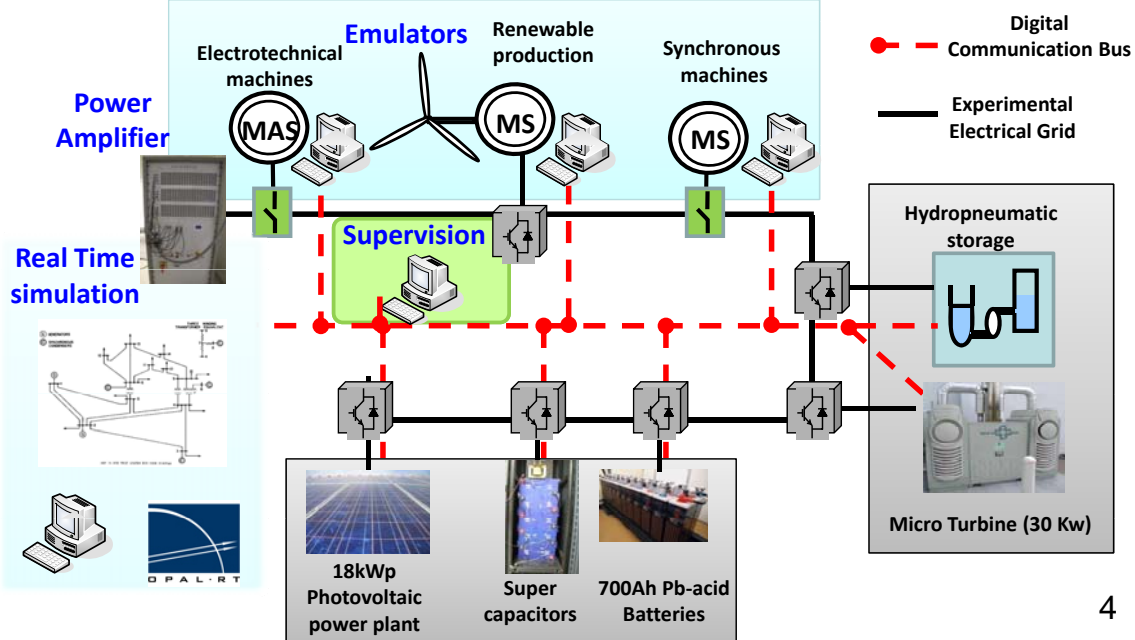 Electrotechnical
machines
Emulators
Renewable
production
Synchronous
machines
Digital
Communication Bus
Experimental
Electrical Grid
Power
Amplifier
MAS
MS
MS
Supervision
Real Time
simulation
Hydropneumatic
storage
Micro Turbine (30 Kw)
OPAL-RT
18kWp
Photovoltaic
power plant
Super
capacitors
700Ah Pb-acid
Batteries
4